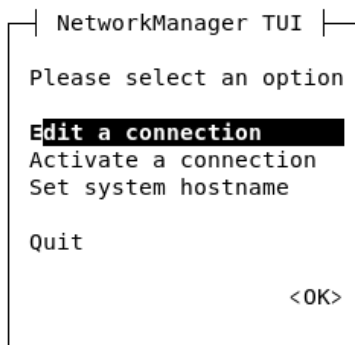 NetworkManager TUI
Please select an option
Edit a connection
Activate a connection
Set system hostname
Quit
<OK>